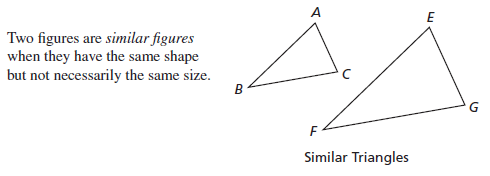 Two figures are similar figures
when they have the same shape
but not necessarily the same size.
A
B
C
E
F
G
Similar Triangles